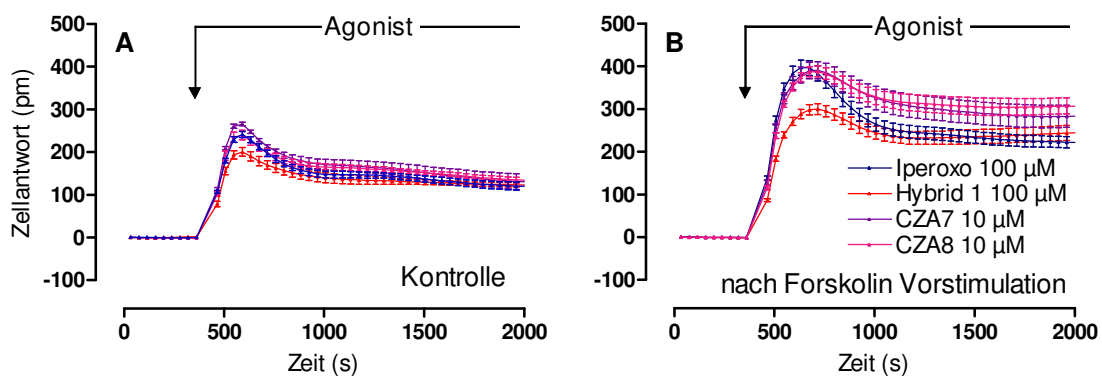 A
Agonist
500
400
300
200
100
0
-100
Zellantwort (pm)
Kontrolle
0 500 1000 1500 2000
Zeit (s)
B
Agonist
500
400
300
200
100
0
-100
Iperoxo 100 µM
Hybrid 1 100 µM
CZA7 10 µM
CZA8 10 µM
nach Forskolin Vorstimulation
0 500 1000 1500 2000
Zeit (s)